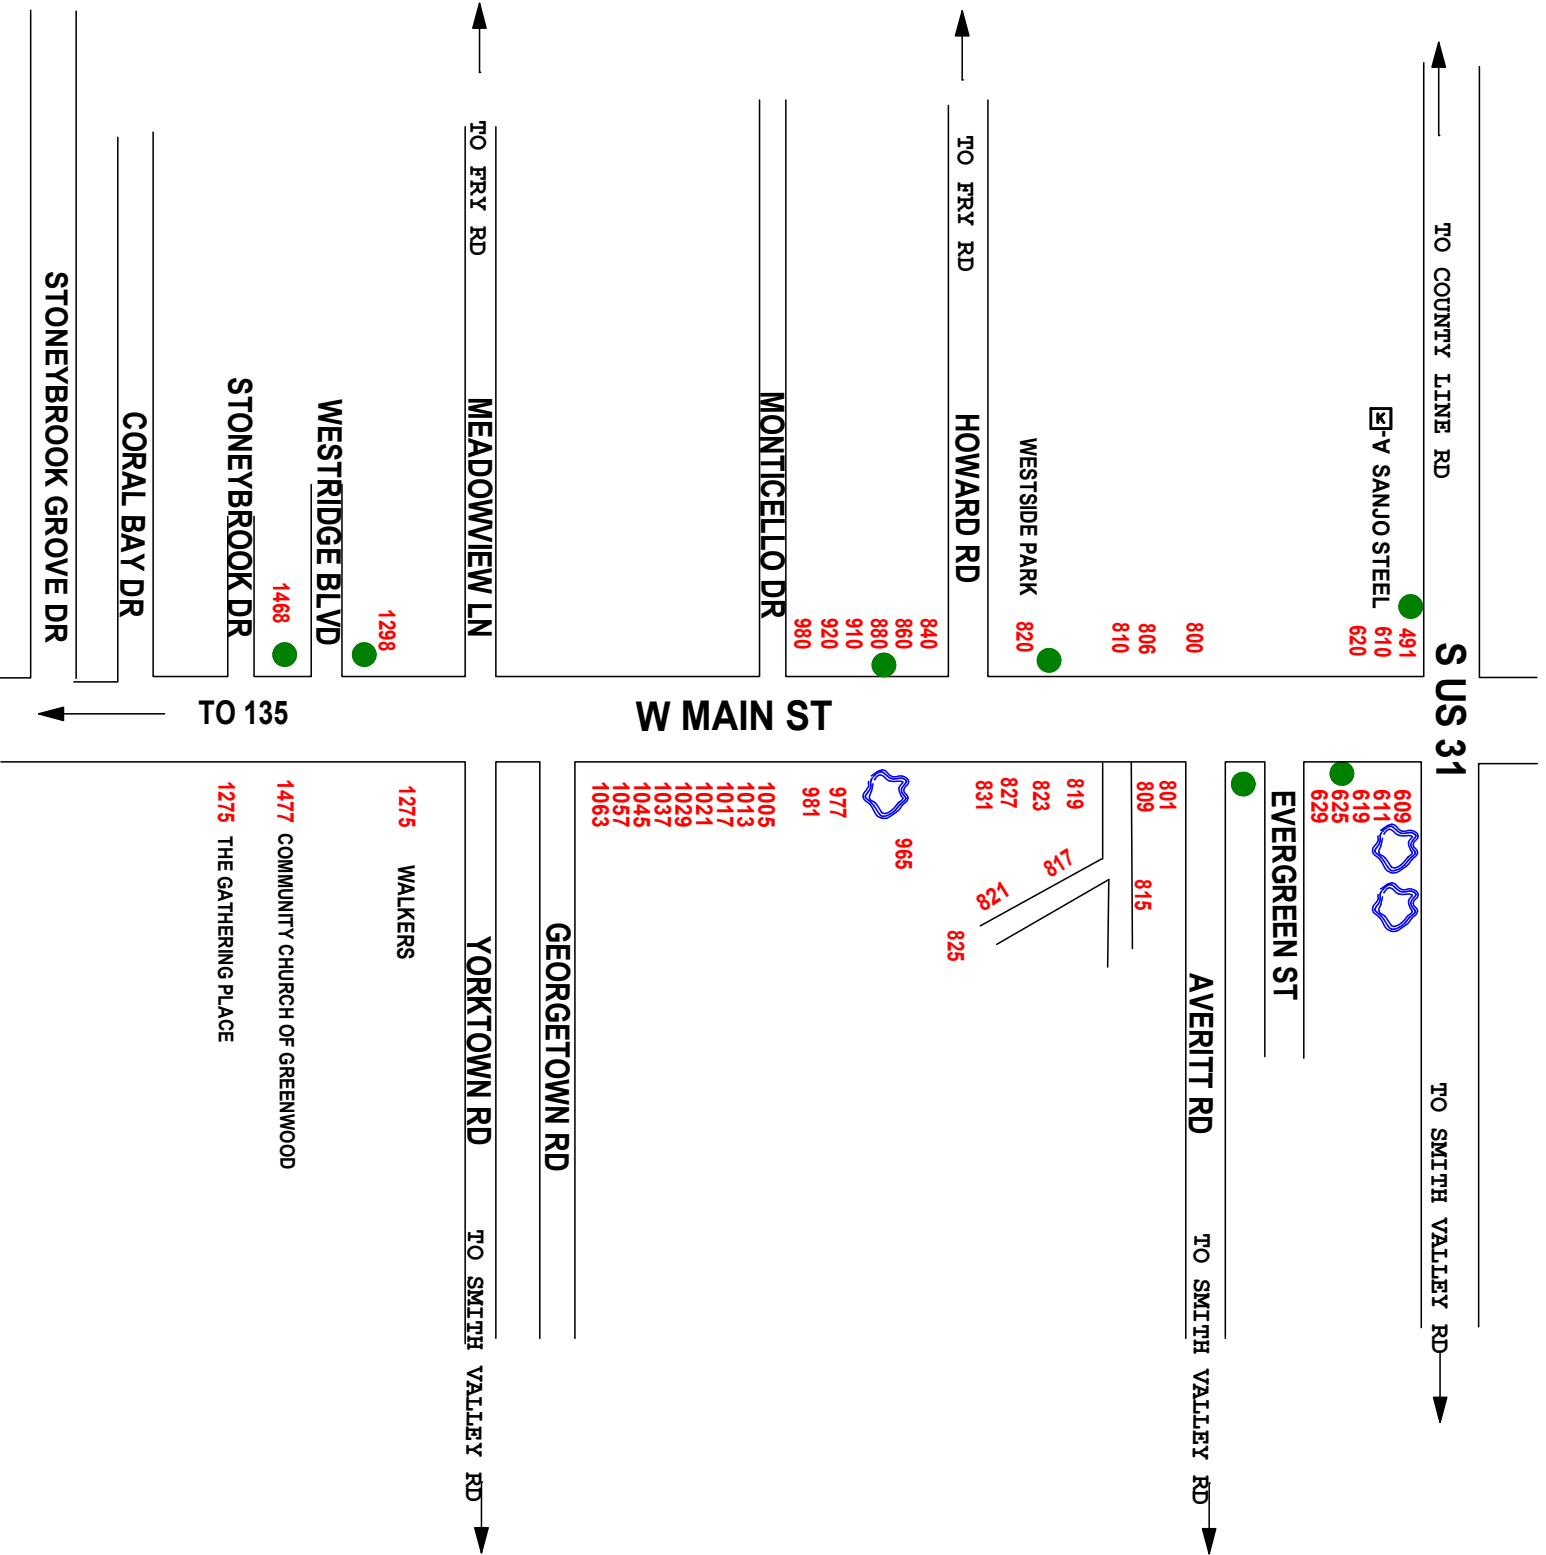 TO FRY RD
TO FRY RD
TO COUNTY LINE RD
STONEYBROOK GROVE DR
CORAL BAY DR
STONEYBROOK DR
WESTRIDGE BLVD
MEADOWVIEW LN
MONTICELLO DR
HOWARD RD
WESTSIDE PARK
K-A SANJO STEEL
1468
1298
980
920
910
880
860
840
820
810
806
800
620
610
491
S US 31
TO 135
W MAIN ST
1275 THE GATHERING PLACE
1477 COMMUNITY CHURCH OF GREENWOOD
1275 WALKERS
YORKTOWN RD
TO SMITH VALLEY RD
GEORGETOWN RD
1063
1057
1045
1037
1029
1021
1017
1013
1005
981
977
965
831
827
823
819
817
821
825
809
801
815
AVERITT RD
TO SMITH VALLEY RD
EVERGREEN ST
629
625
619
611
609
TO SMITH VALLEY RD